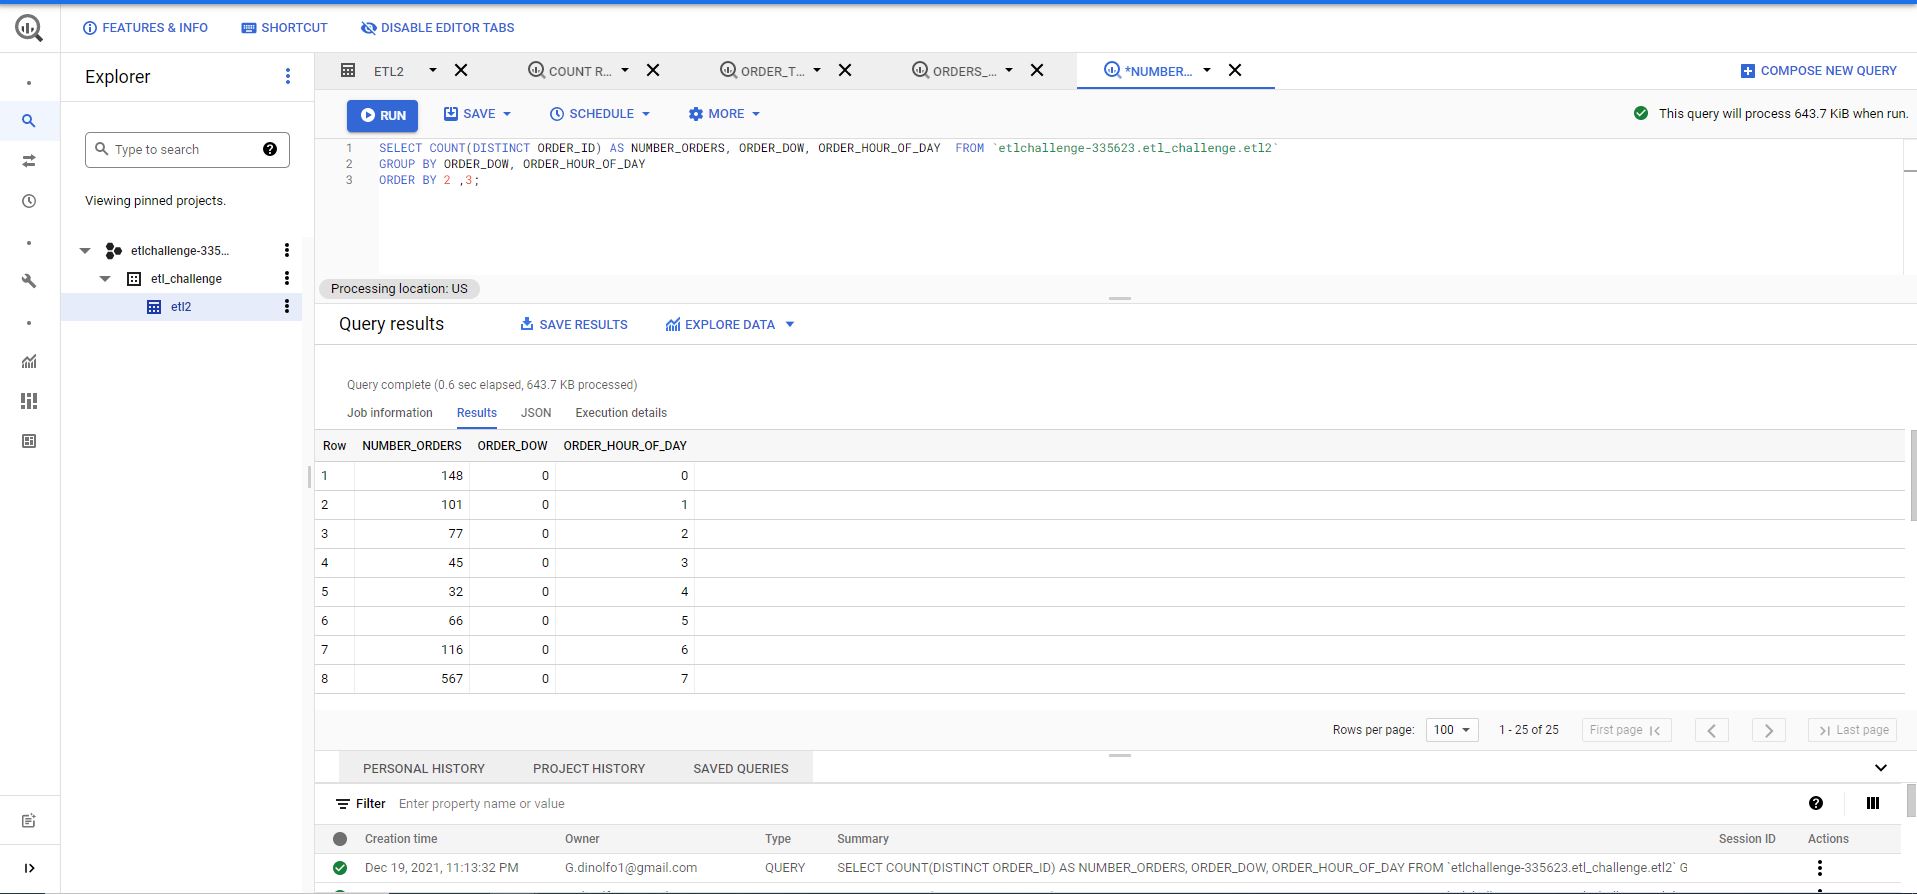 FEATURES & INFO SHORTCUT DISABLE EDITOR TABS
Explorer
ETL2 COUNT R... ORDER_T... ORDERS_... *NUMBER... COMPOSE NEW QUERY
RUN SAVE SCHEDULE MORE This query will process 643.7 KiB when run.
Type to search
Viewing pinned projects.
etlchallenge-335...
etl_challenge
etl2
1 SELECT COUNT(DISTINCT ORDER_ID) AS NUMBER_ORDERS, ORDER_DOW, ORDER_HOUR_OF_DAY FROM `etlchallenge-335623.etl_challenge.etl2`
2 GROUP BY ORDER_DOW, ORDER_HOUR_OF_DAY
3 ORDER BY 2 ,3;
Processing location: US
Query results SAVE RESULTS EXPLORE DATA
Query complete (0.6 sec elapsed, 643.7 KB processed)
Job information Results JSON Execution details
Row NUMBER_ORDERS ORDER_DOW ORDER_HOUR_OF_DAY
1 148 0 0
2 101 0 1
3 77 0 2
4 45 0 3
5 32 0 4
6 66 0 5
7 116 0 6
8 567 0 7
Rows per page: 100 1 - 25 of 25 First page Last page
PERSONAL HISTORY PROJECT HISTORY SAVED QUERIES
Filter Enter property name or value
Creation time Owner Type Summary Session ID Actions
Dec 19, 2021, 11:13:32 PM G.dinolfo1@gmail.com QUERY SELECT COUNT(DISTINCT ORDER_ID) AS NUMBER_ORDERS, ORDER_DOW, ORDER_HOUR_OF_DAY FROM `etlchallenge-335623.etl_challenge.etl2` G